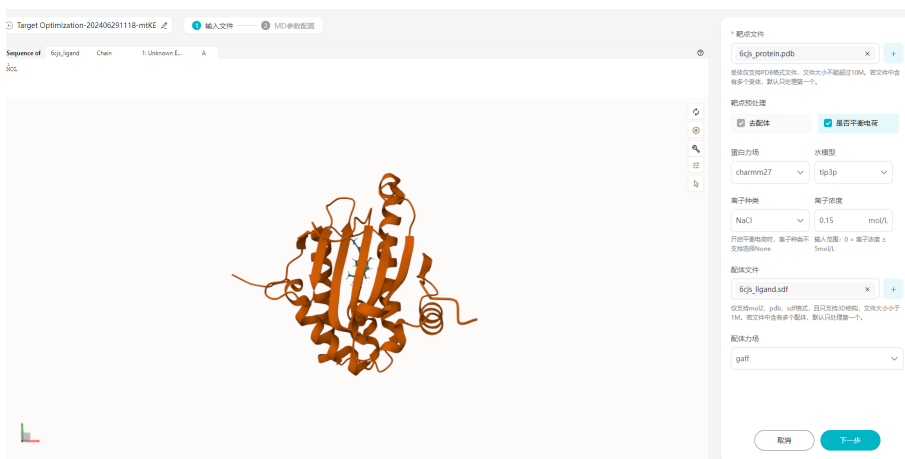 Target Optimization-202406291118-mtKE
1 输入文件
2 MD参数配置
Sequence of 6cjs_ligand Chain 1: Unknown E... A
1
* 靶点文件
6cjs_protein.pdb × +
受体仅支持PDB格式文件，文件大小不能超过10M。若文件中含
有多个受体，默认只处理第一个。
靶点预处理
去配体
是否平衡电荷
蛋白力场 水模型
charmm27 tip3p
离子种类 离子浓度
NaCl 0.15 mol/L
开启平衡电荷时，离子种类不
支持选择None
输入范围：0 < 离子浓度 ≤
5mol/L
配体文件
6cjs_ligand.sdf × +
仅支持mol2、pdb、sdf格式，且只支持3D结构，文件大小小于
1M。若文件中含有多个配体，默认只处理第一个。
配体力场
gaff
取消 下一步